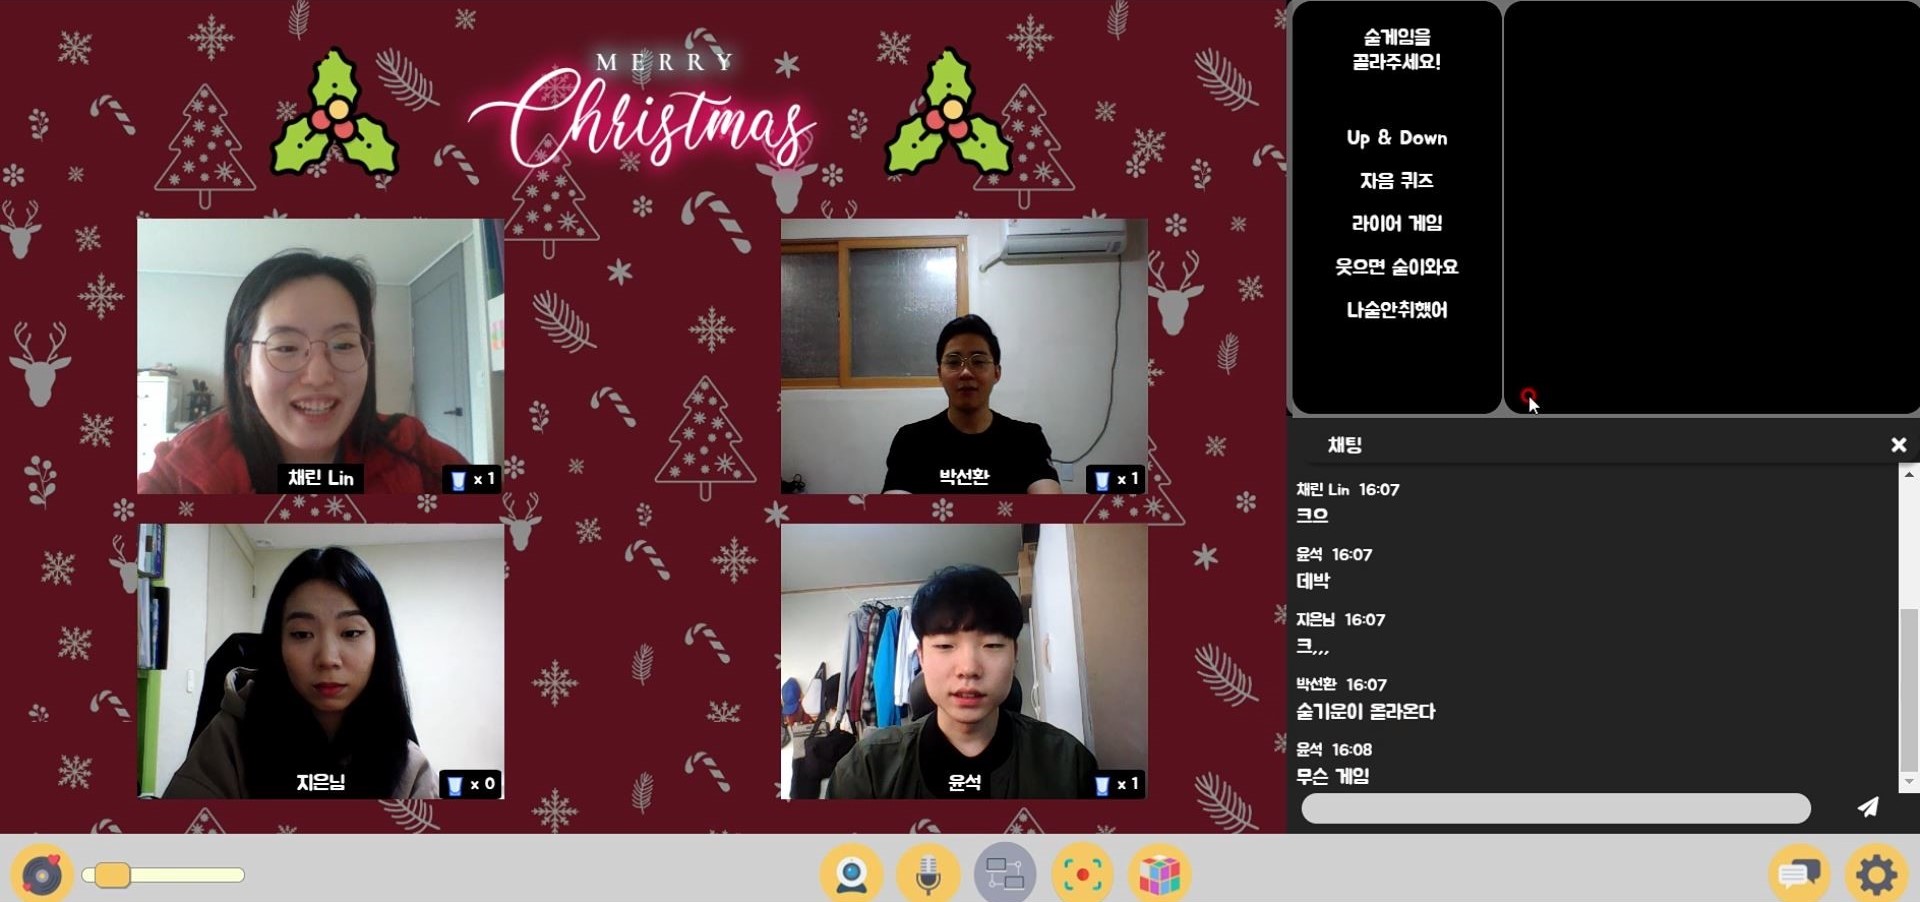 MERRY
Christmas
채린 Lin
x 1
박선환
x 1
지은님
x 0
윤석
x 1
술게임을
골라주세요!
Up & Down
자음 퀴즈
라이어 게임
웃으면 술이와요
나술안취했어
채팅
채린 Lin 16:07
크으
윤석 16:07
데박
지은님 16:07
크,,,
박선환 16:07
술기운이 올라온다
윤석 16:08
무슨 게임